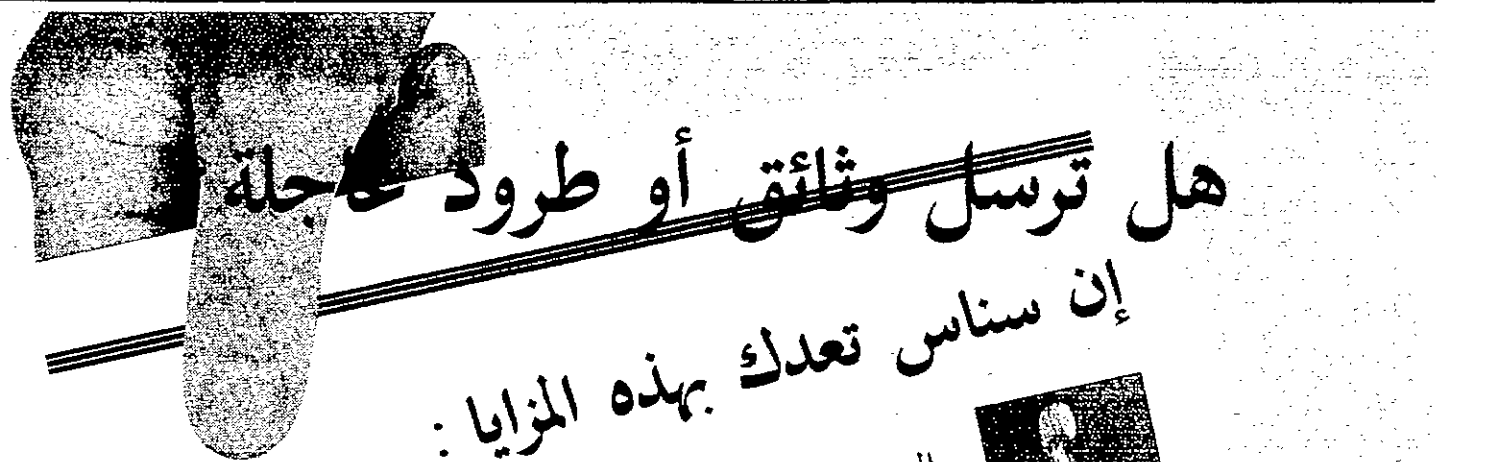 هل ترسل وثائق أو طرود عاجلة
إن سناس تعدك بهذه المزايا :